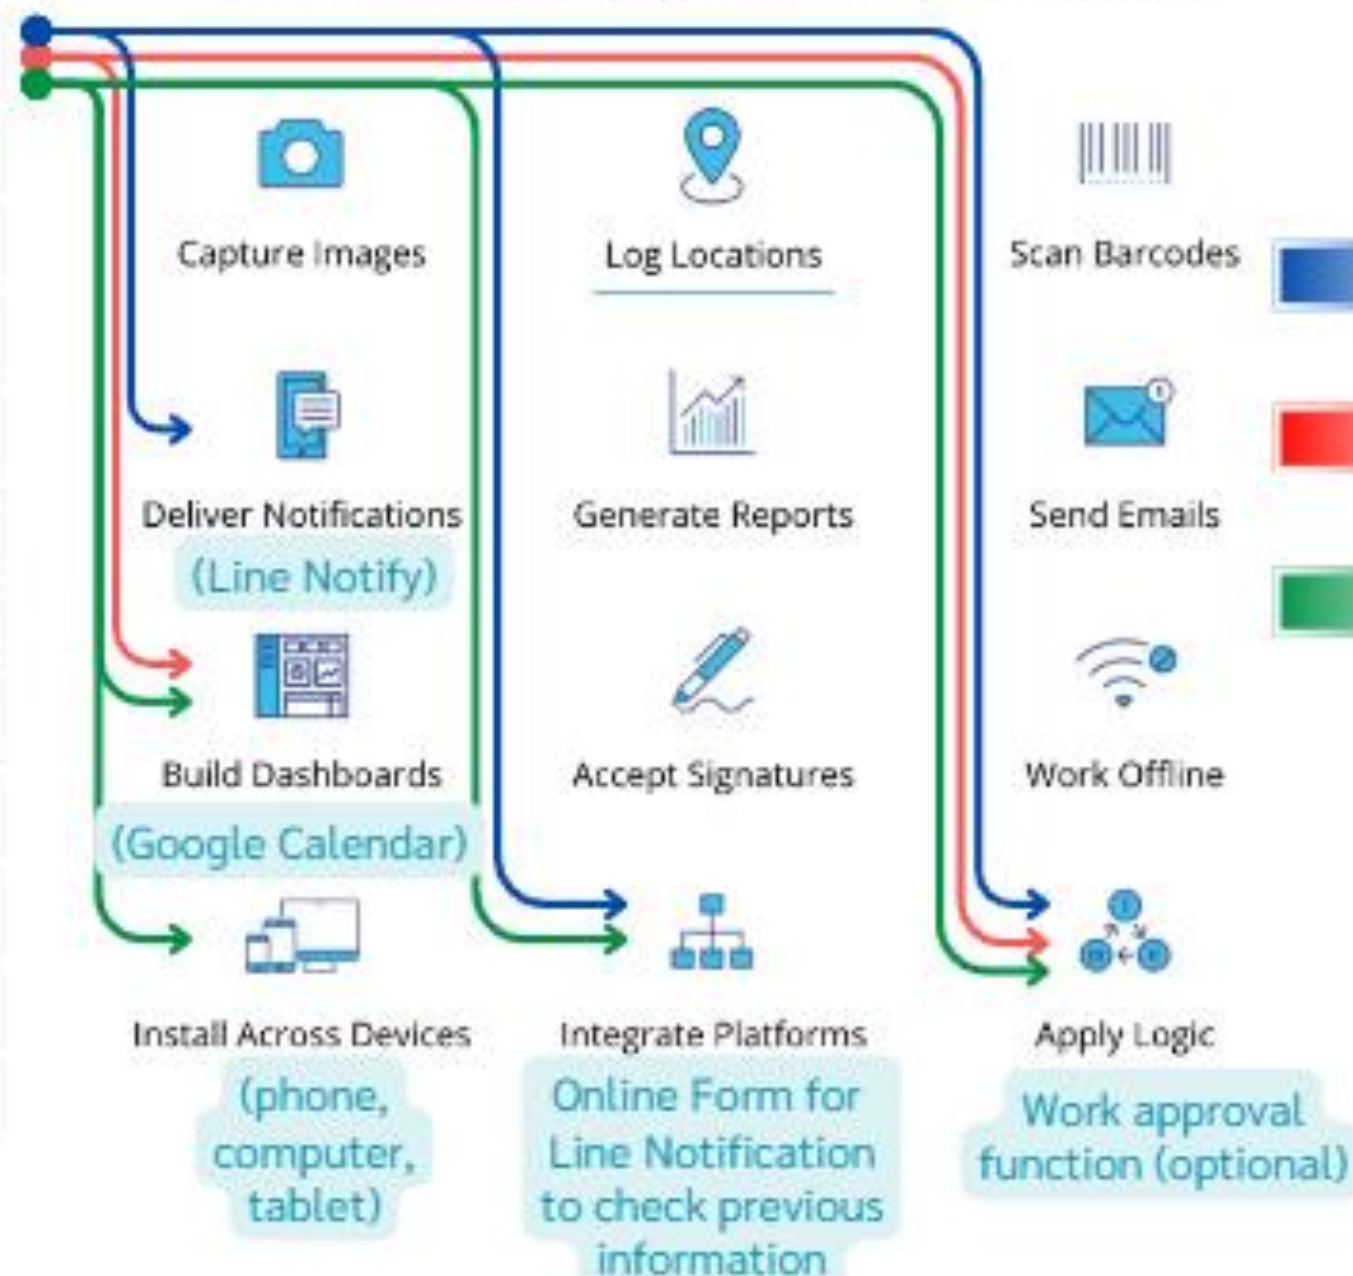 Capture Images
Log Locations
Scan Barcodes
Deliver Notifications
(Line Notify)
Generate Reports
Send Emails
Build Dashboards
(Google Calendar)
Accept Signatures
Work Offline
Install Across Devices
(phone,
computer,
tablet)
Integrate Platforms
Online Form for
Line Notification
to check previous
information
Apply Logic
Work approval
function (optional)